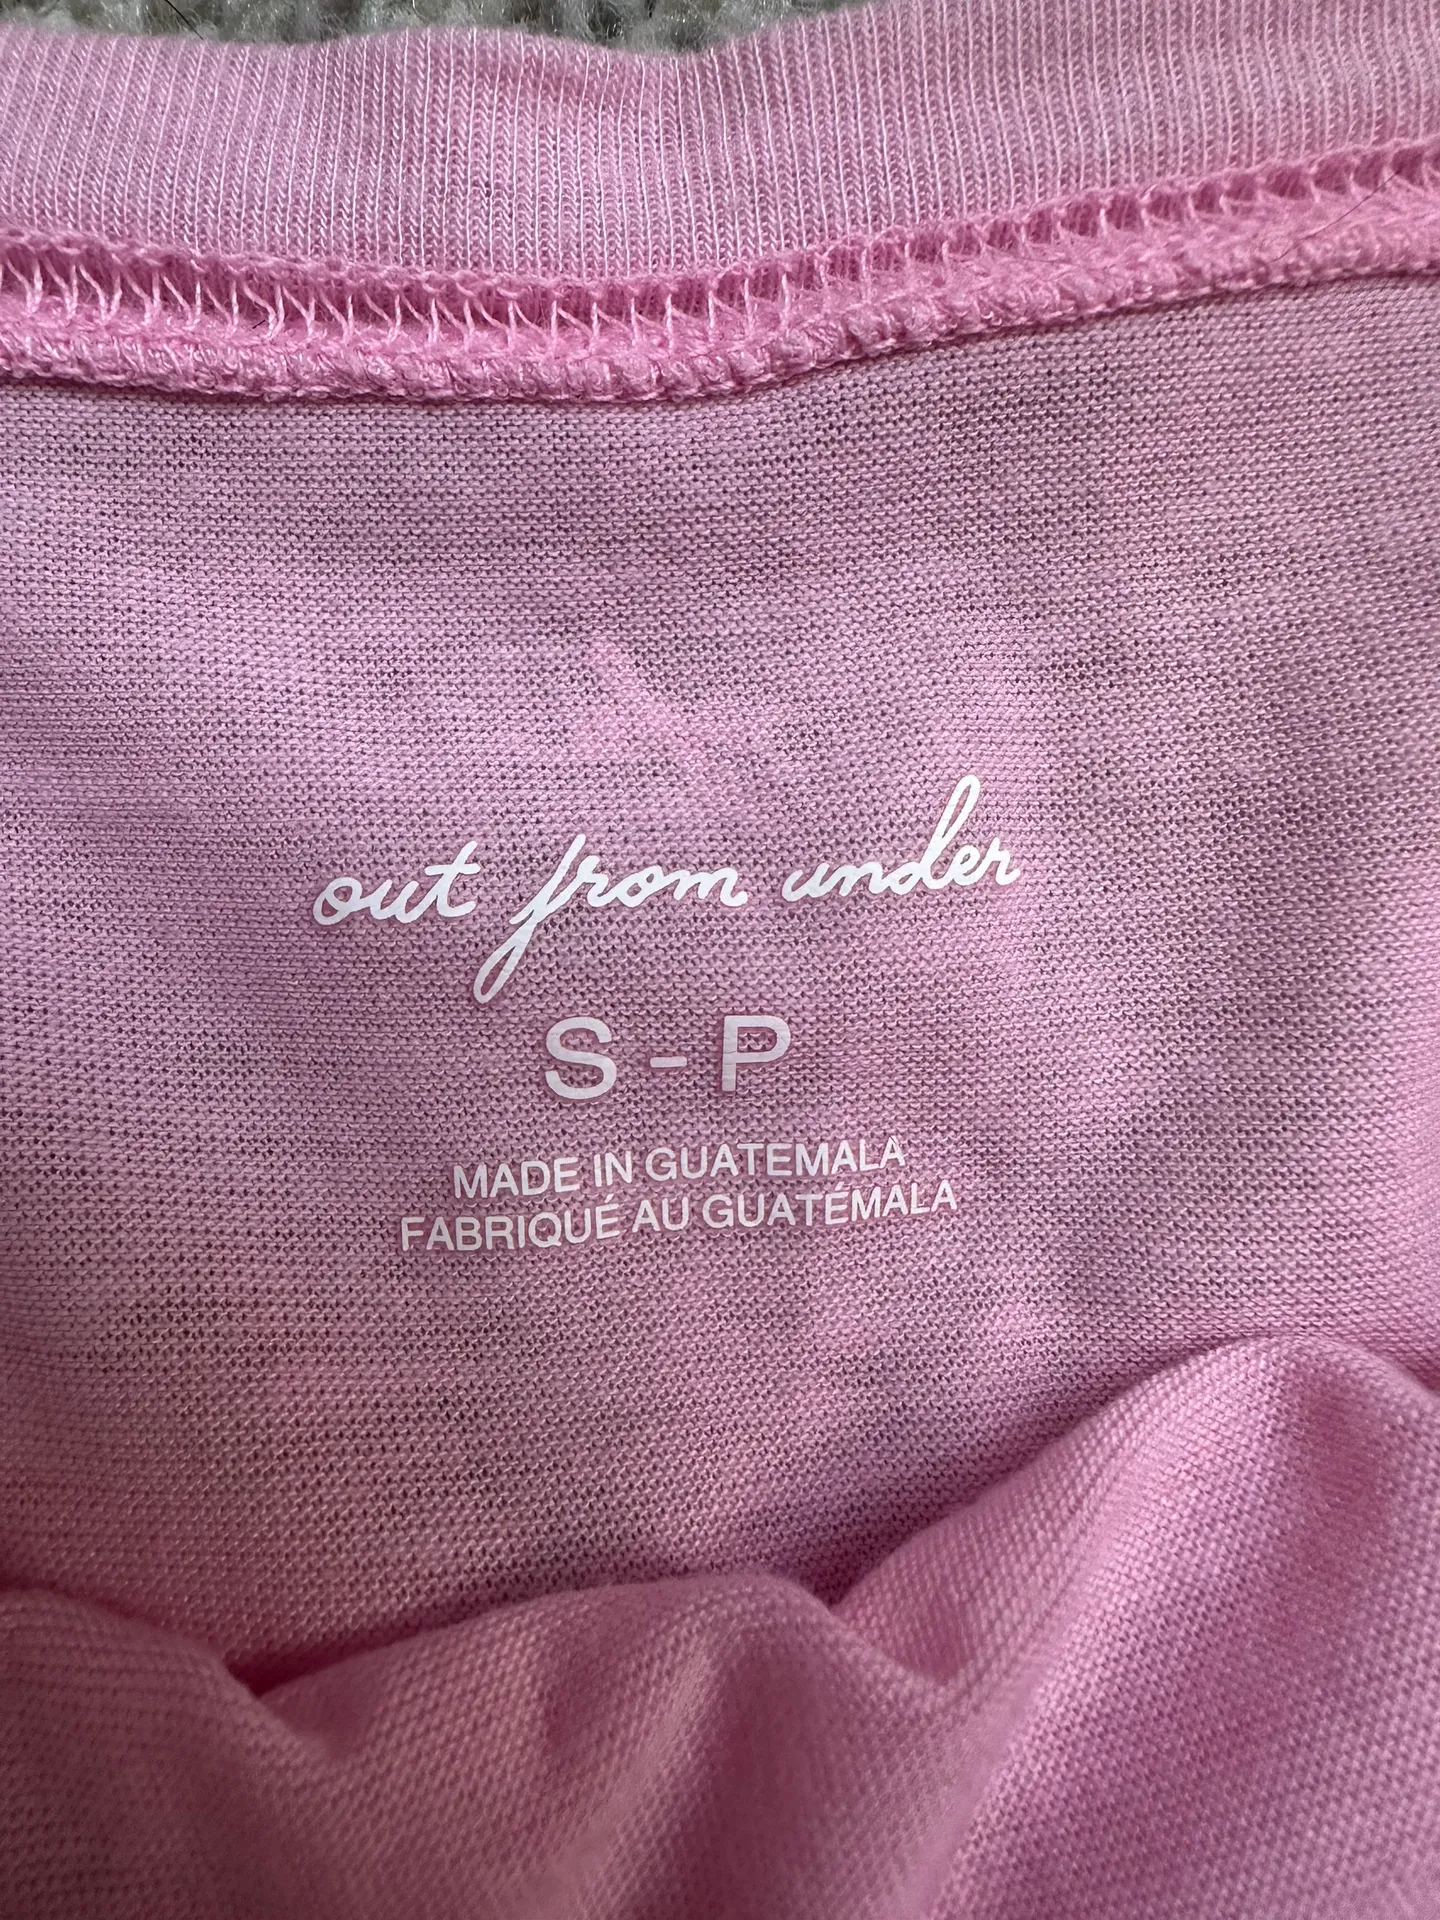 out from under
S - P
MADE IN GUATEMALA
FABRIQUÉ AU GUATÉMALA